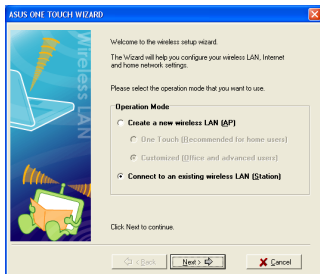 ASUS ONE TOUCH WIZARD
Wireless LAN
Welcome to the wireless setup wizard.
The Wizard will help you configure your wireless LAN, Internet
and home network settings.
Please select the operation mode that you want to use.
Operation Mode
Create a new wireless LAN (AP)
One Touch (Recommended for home users)
Customized (Office and advanced users)
Connect to an existing wireless LAN (Station)
Click Next to continue.
< Back
Next >
Cancel